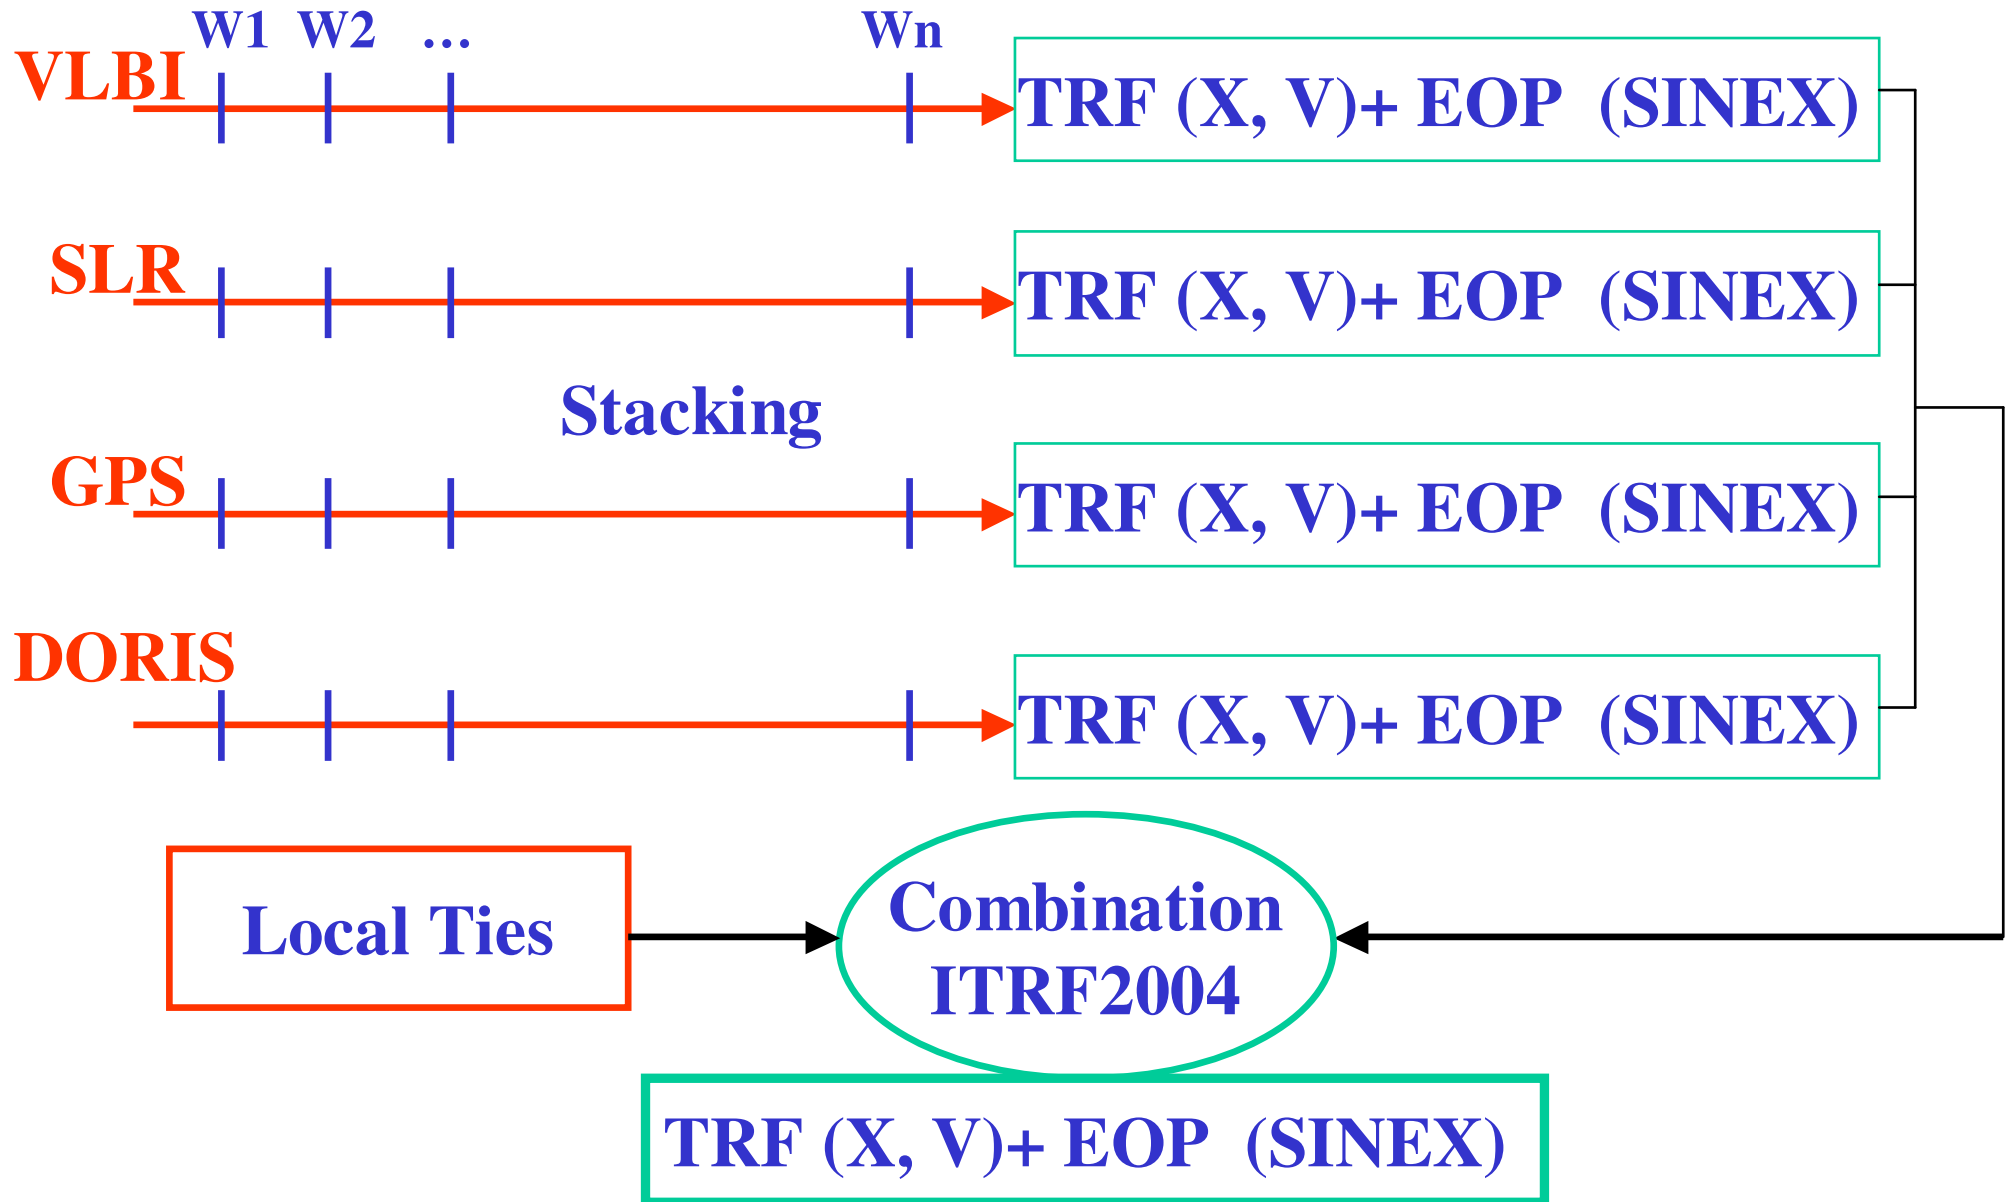 W1 W2 ... Wn
VLBI TRF (X, V)+ EOP (SINEX)
SLR TRF (X, V)+ EOP (SINEX)
Stacking
GPS TRF (X, V)+ EOP (SINEX)
DORIS TRF (X, V)+ EOP (SINEX)
Local Ties
Combination
ITRF2004
TRF (X, V)+ EOP (SINEX)